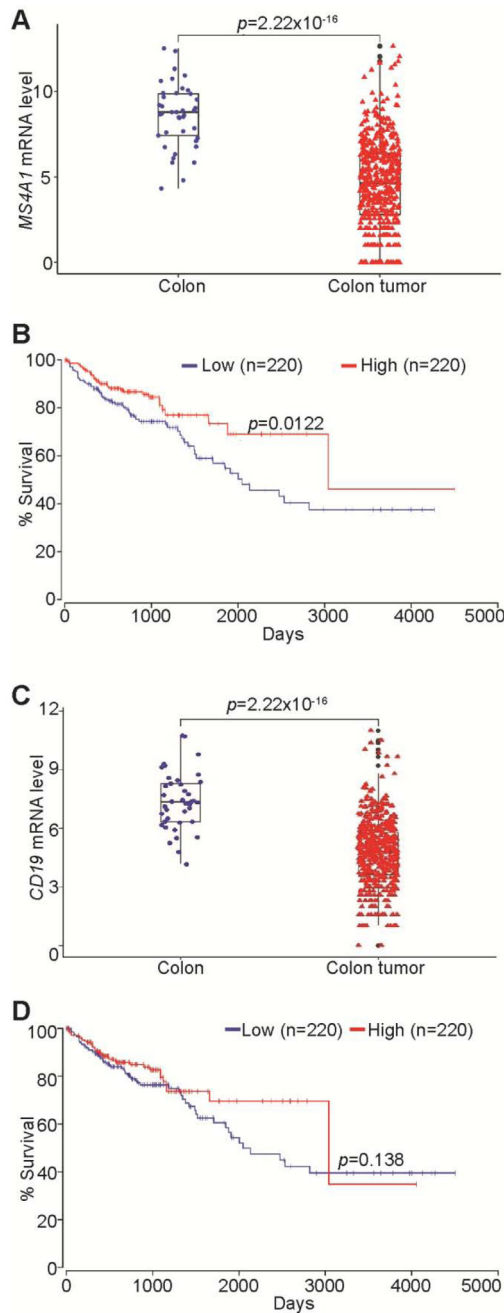 A
p=2.22x10-16
MS4A1 mRNA level
10
5
0
Colon
Colon tumor
B
100
80
60
40
20
0
% Survival
Low (n=220)
High (n=220)
p=0.0122
0
1000
2000
3000
4000
5000
Days
C
p=2.22x10-16
CD19 mRNA level
12
9
6
3
0
Colon
Colon tumor
D
100
80
60
40
20
0
% Survival
Low (n=220)
High (n=220)
p=0.138
0
1000
2000
3000
4000
5000
Days